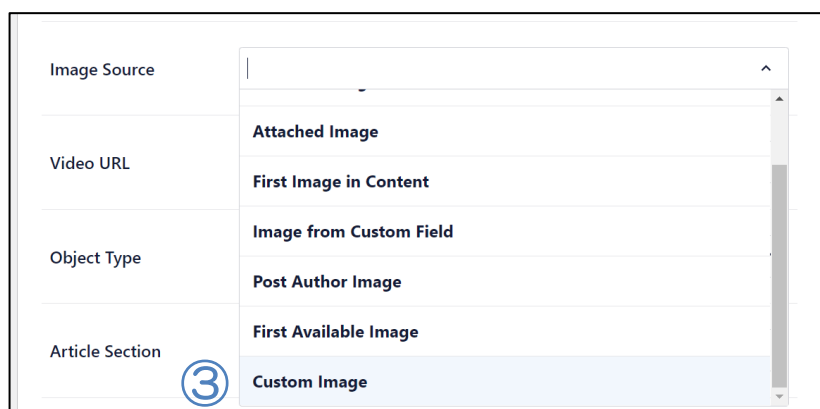 Image Source
Attached Image
Video URL
First Image in Content
Image from Custom Field
Object Type
Post Author Image
First Available Image
Article Section
③ Custom Image